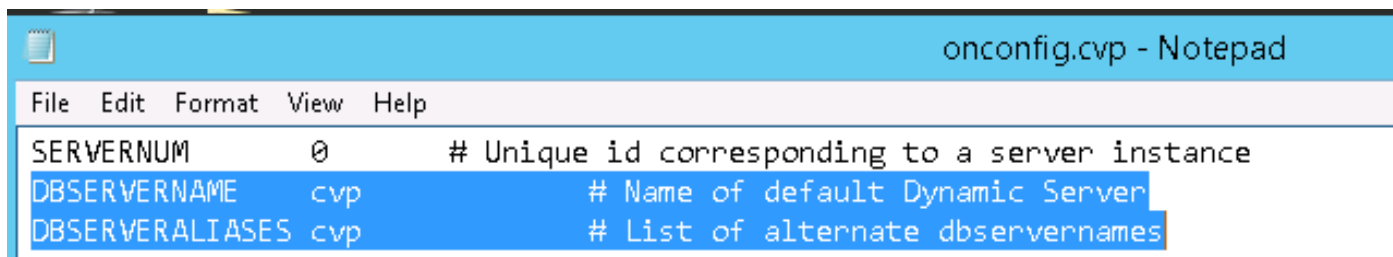 onconfig.cvp - Notepad
File Edit Format View Help
SERVERNUM 0 # Unique id corresponding to a server instance
DBSERVERNAME cvp # Name of default Dynamic Server
DBSERVERALIASES cvp # List of alternate dbservernames